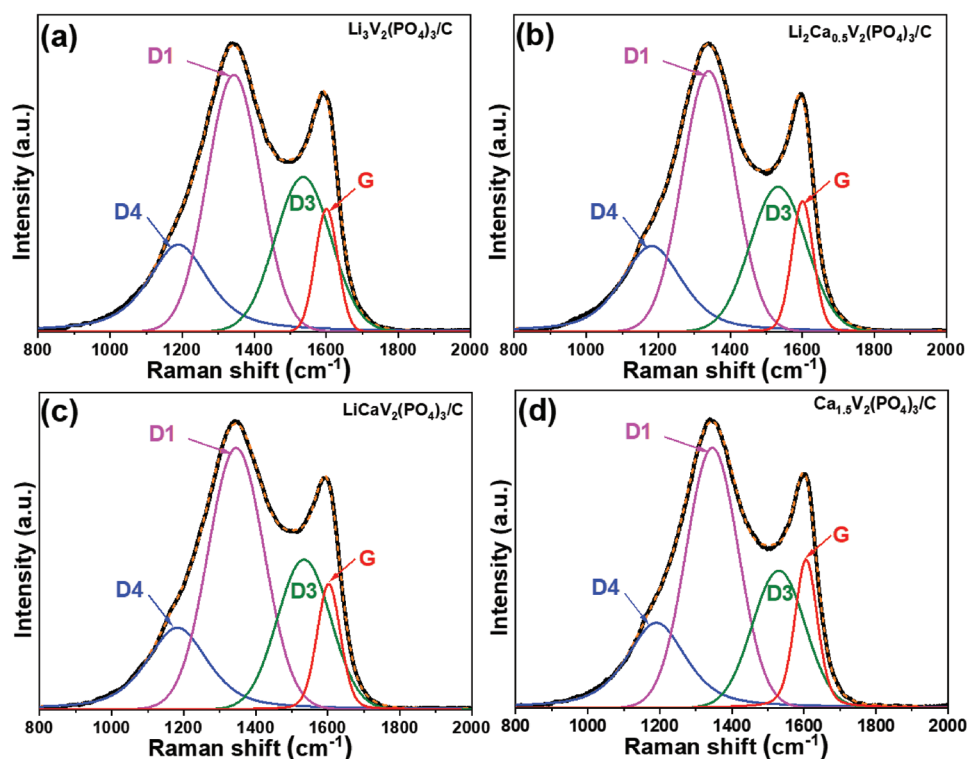 (a)
Li₃V₂(PO₄)₃/C
D1
D4
D3
G
Intensity (a.u.)
800 1000 1200 1400 1600 1800 2000
Raman shift (cm⁻¹)
(b)
Li₂Ca₀.₅V₂(PO₄)₃/C
D1
D4
D3
G
Intensity (a.u.)
800 1000 1200 1400 1600 1800 2000
Raman shift (cm⁻¹)
(c)
LiCaV₂(PO₄)₃/C
D1
D4
D3
G
Intensity (a.u.)
800 1000 1200 1400 1600 1800 2000
Raman shift (cm⁻¹)
(d)
Ca₁.₅V₂(PO₄)₃/C
D1
D4
D3
G
Intensity (a.u.)
800 1000 1200 1400 1600 1800 2000
Raman shift (cm⁻¹)